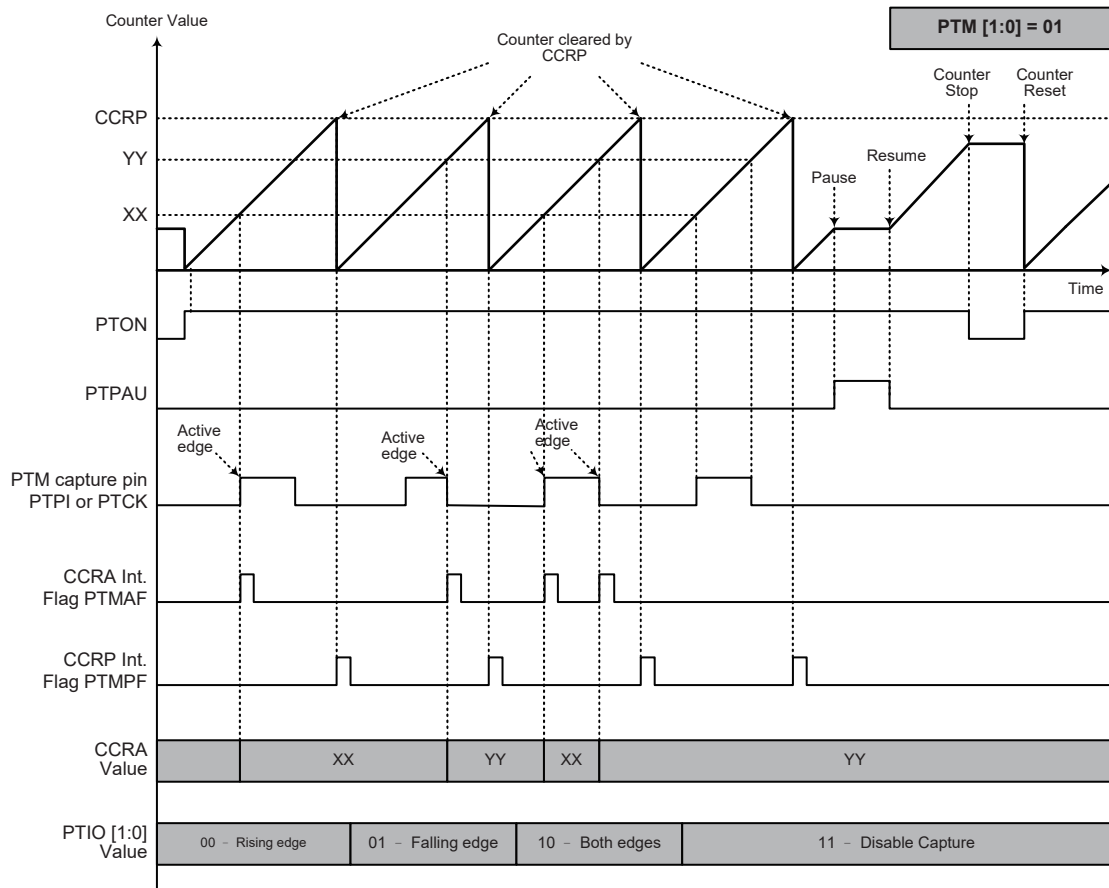 Counter Value
PTM [1:0] = 01
Counter cleared by
CCRP
Counter
Stop
Counter
Reset
CCRP
YY
XX
Pause
Resume
Time
PTON
PTPAU
Active
edge
Active
edge
Active
edge
PTM capture pin
PTPI or PTCK
CCRA Int.
Flag PTMAF
CCRP Int.
Flag PTMPF
CCRA
Value
XX
YY
XX
YY
PTIO [1:0]
Value
00 – Rising edge
01 – Falling edge
10 – Both edges
11 – Disable Capture